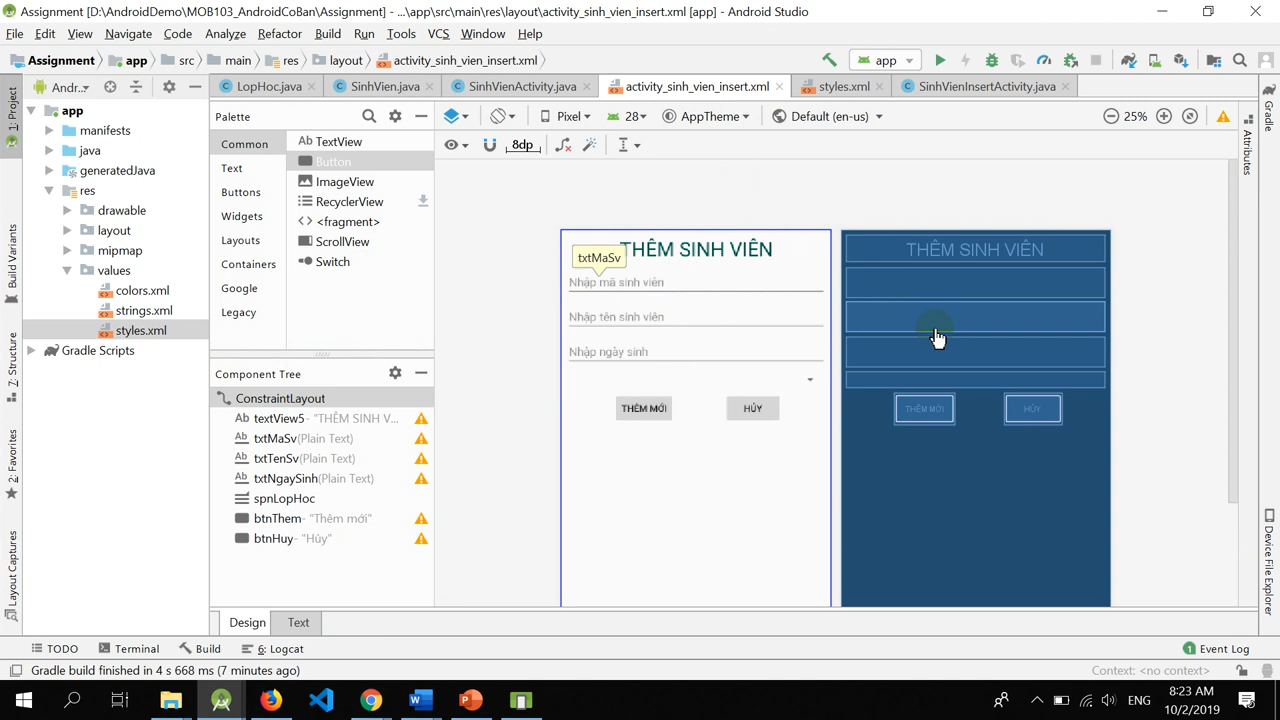 Assignment [D:\AndroidDemo\MOB103_AndroidCoBan\Assignment] - ...\app\src\main\res\layout\activity_sinh_vien_insert.xml [app] - Android Studio
File Edit View Navigate Code Analyze Refactor Build Run Tools VCS Window Help
Assignment app src main res layout activity_sinh_vien_insert.xml app
1: Project
Andr...
LopHoc.java SinhVien.java SinhVienActivity.java activity_sinh_vien_insert.xml styles.xml SinhVienInsertActivity.java
Gradle
app
manifests
java
generatedJava
res
drawable
layout
mipmap
values
colors.xml
strings.xml
styles.xml
Gradle Scripts
Build Variants
7: Structure
2: Favorites
Layout Captures
Palette
Common
Text
Buttons
Widgets
Layouts
Containers
Google
Legacy
Ab TextView
Button
ImageView
RecyclerView
<fragment>
ScrollView
Switch
Component Tree
ConstraintLayout
Ab textView5 - "THÊM SINH V...
Ab txtMaSv (Plain Text)
Ab txtTenSv (Plain Text)
Ab txtNgaySinh (Plain Text)
spnLopHoc
btnThem - "Thêm mới"
btnHuy - "Hủy"
Pixel 28 AppTheme Default (en-us) 25%
8dp
Attributes
THÊM SINH VIÊN
txtMaSv
Nhập mã sinh viên
Nhập tên sinh viên
Nhập ngày sinh
THÊM MỚI HỦY
THÊM SINH VIÊN
THÊM MỚI HỦY
Device File Explorer
Design Text
TODO Terminal Build 6: Logcat 1 Event Log
Gradle build finished in 4 s 668 ms (7 minutes ago) Context: <no context>
ENG 8:23 AM
10/2/2019